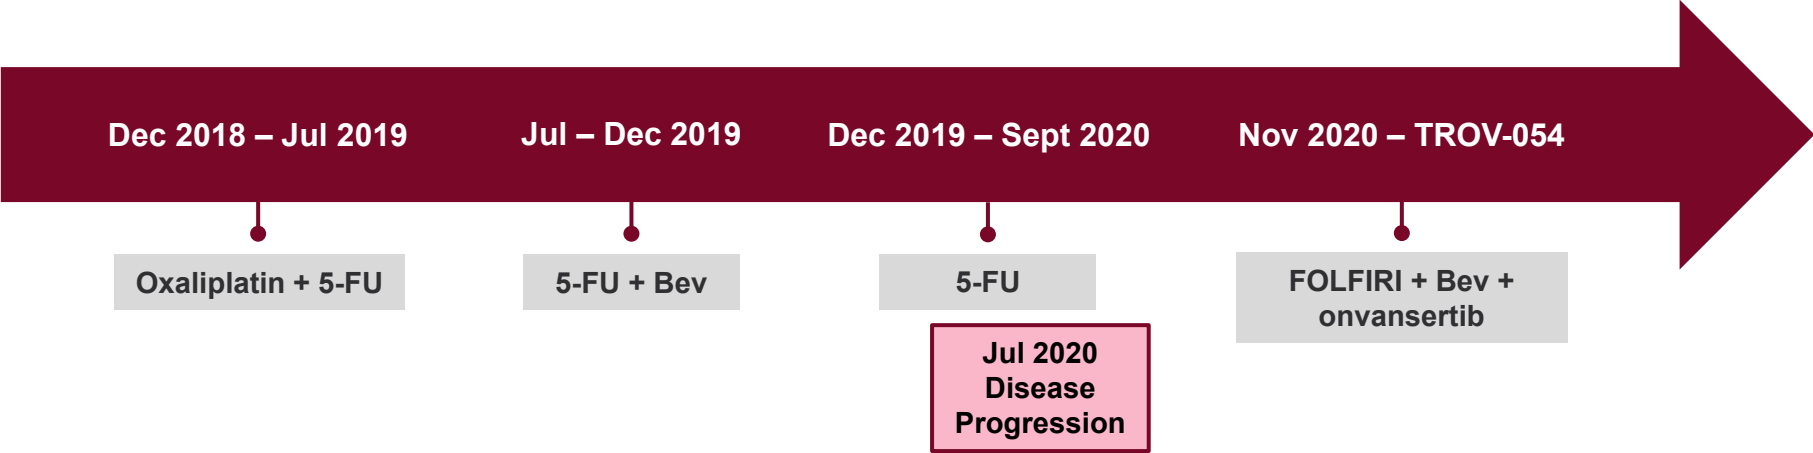 Dec 2018 – Jul 2019
Jul – Dec 2019
Dec 2019 – Sept 2020
Nov 2020 – TROV-054
Oxaliplatin + 5-FU
5-FU + Bev
5-FU
FOLFIRI + Bev +
onvansertib
Jul 2020
Disease
Progression